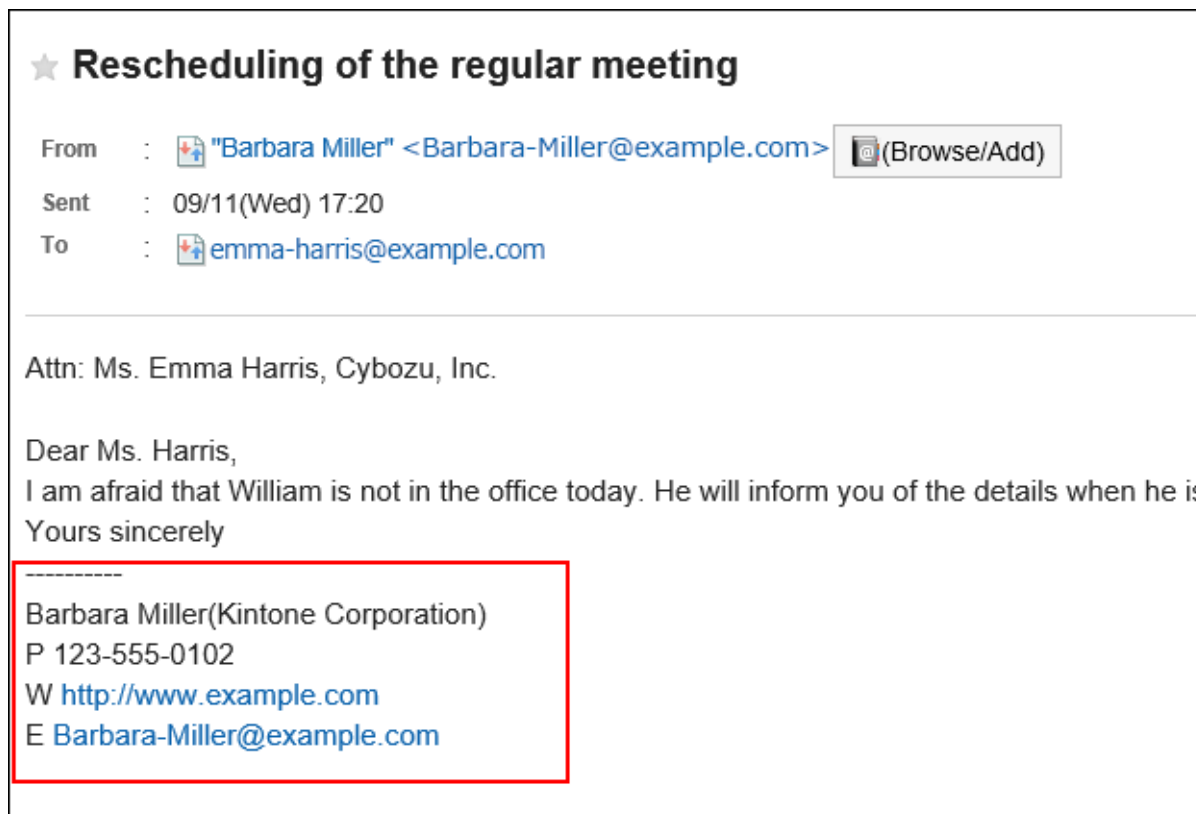 Rescheduling of the regular meeting
From : "Barbara Miller" <Barbara-Miller@example.com> (Browse/Add)
Sent : 09/11(Wed) 17:20
To : emma-harris@example.com
Attn: Ms. Emma Harris, Cybozu, Inc.
Dear Ms. Harris,
I am afraid that William is not in the office today. He will inform you of the details when he is
Yours sincerely
----------
Barbara Miller(Kintone Corporation)
P 123-555-0102
W http://www.example.com
E Barbara-Miller@example.com